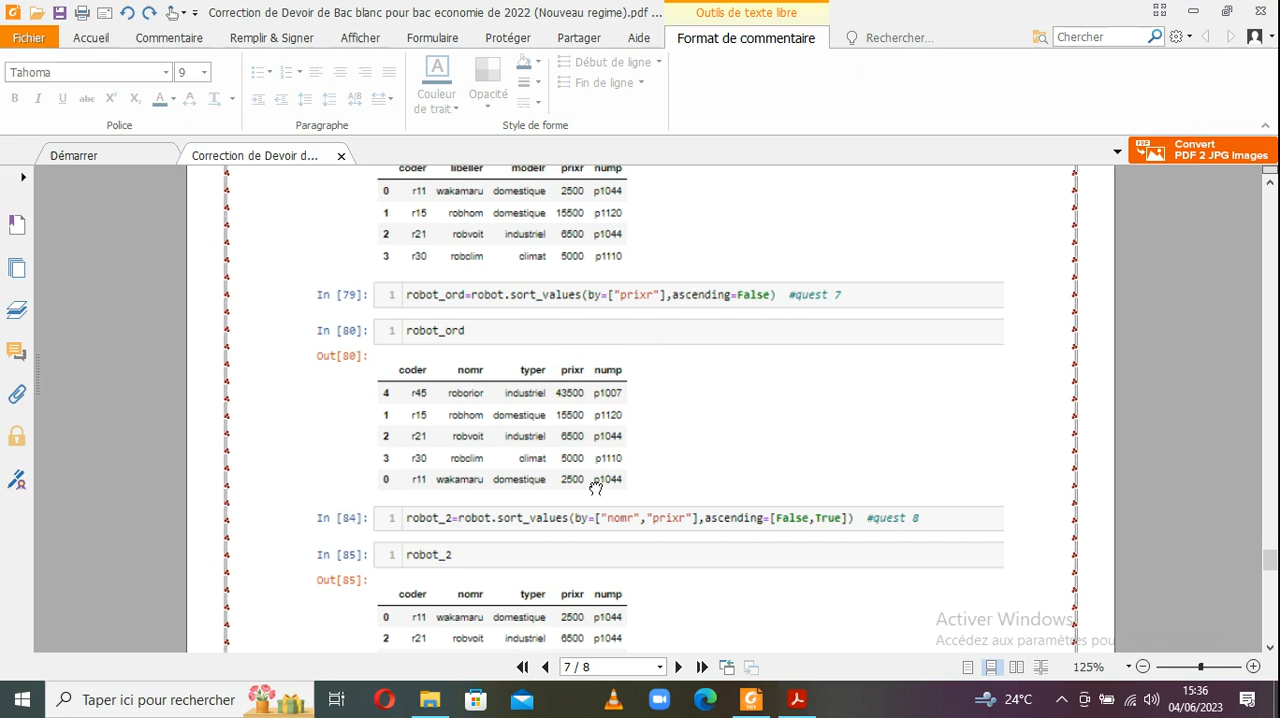 Correction de Devoir de Bac blanc pour bac economie de 2022 (Nouveau regime).pdf ...
Outils de texte libre
Fichier Accueil Commentaire Remplir & Signer Afficher Formulaire Protéger Partager Aide Format de commentaire Rechercher... Chercher
Tahoma 9
Couleur de trait
Opacité
Début de ligne
Fin de ligne
Police Paragraphe Style de forme
Démarrer
Correction de Devoir d...
Convert
PDF 2 JPG Images
coder libeller modelr prixr nump
0 r11 wakamaru domestique 2500 p1044
1 r15 robhom domestique 15500 p1120
2 r21 robvoit industriel 6500 p1044
3 r30 robclim climat 5000 p1110
In [79]: 1 robot_ord=robot.sort_values(by=["prixr"],ascending=False) #quest 7
In [80]: 1 robot_ord
Out[80]:
coder nomr typer prixr nump
4 r45 roborior industriel 43500 p1007
1 r15 robhom domestique 15500 p1120
2 r21 robvoit industriel 6500 p1044
3 r30 robclim climat 5000 p1110
0 r11 wakamaru domestique 2500 p1044
In [84]: 1 robot_2=robot.sort_values(by=["nomr","prixr"],ascending=[False,True]) #quest 8
In [85]: 1 robot_2
Out[85]:
coder nomr typer prixr nump
0 r11 wakamaru domestique 2500 p1044
2 r21 robvoit industriel 6500 p1044
Activer Windows
Accédez aux paramètres pou
7 / 8
125%
Taper ici pour rechercher
24°C
15:36
04/06/2023